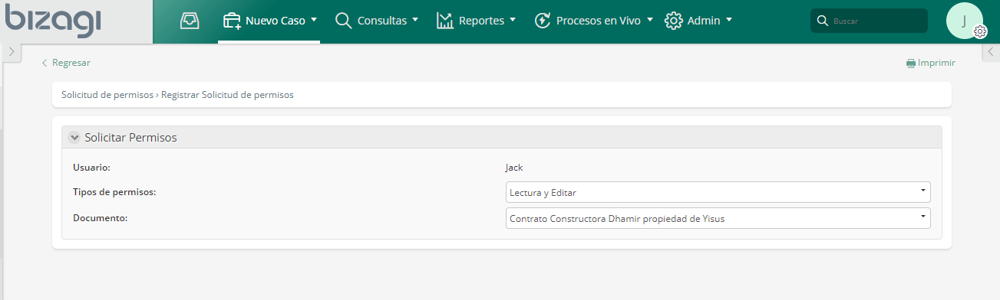 bizagi
Nuevo Caso Consultas Reportes Procesos en Vivo Admin Buscar J
Regresar Imprimir
Solicitud de permisos › Registrar Solicitud de permisos
Solicitar Permisos
Usuario: Jack
Tipos de permisos: Lectura y Editar
Documento: Contrato Constructora Dhamir propiedad de Yisus